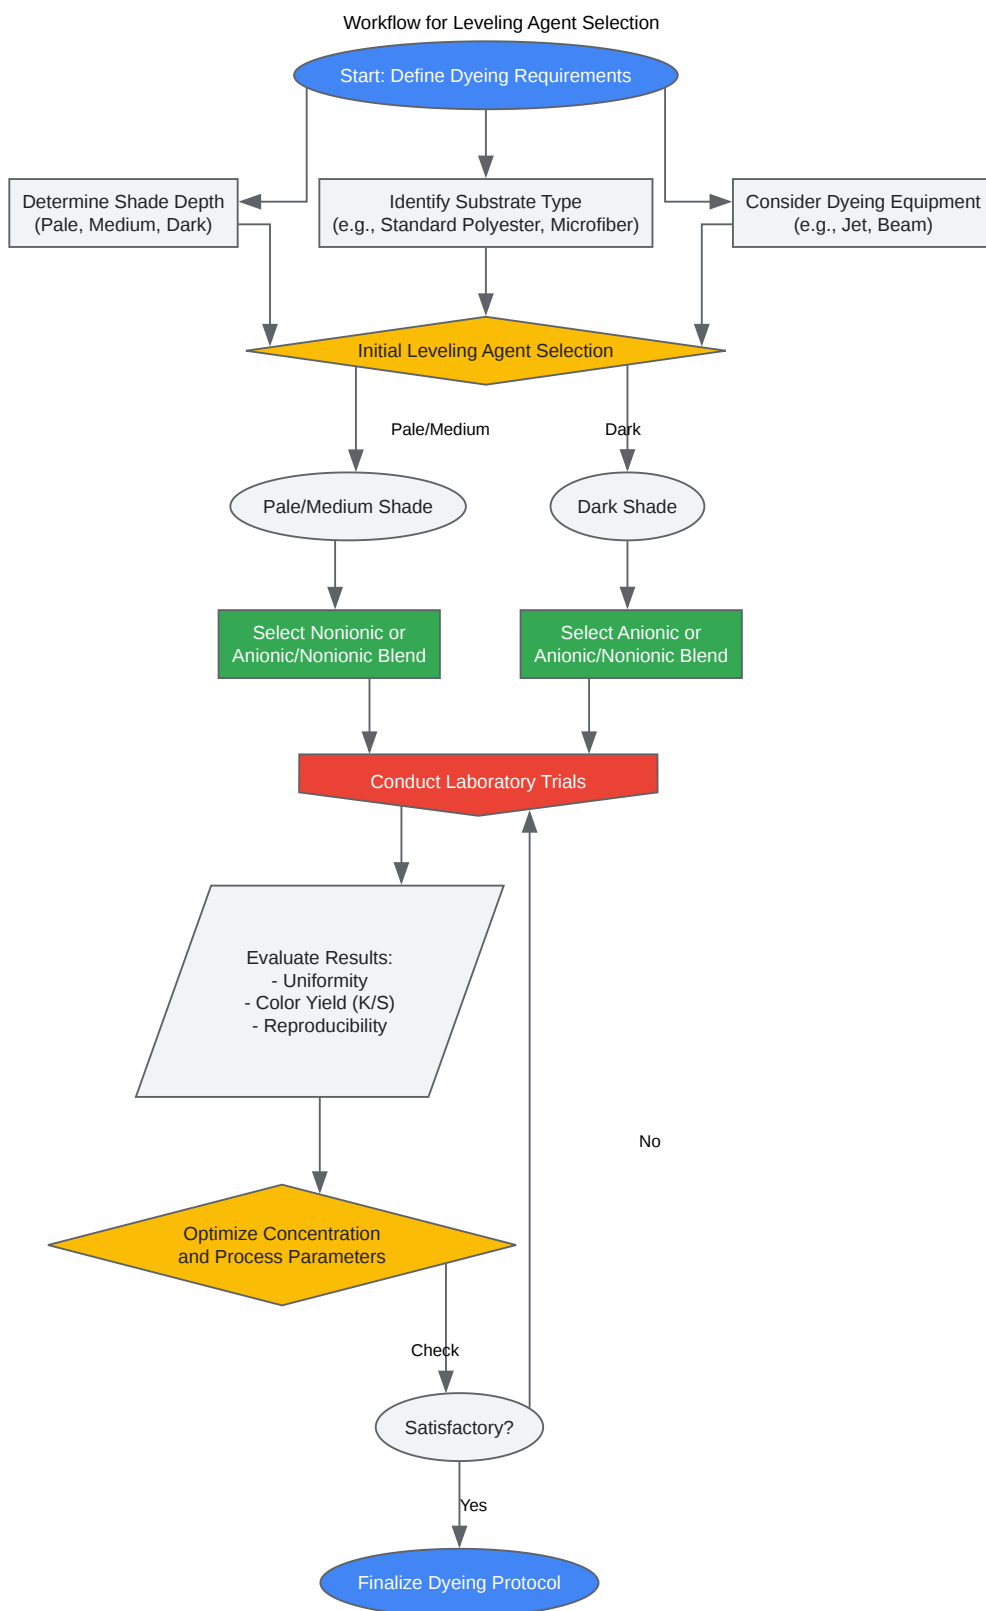 Workflow for Leveling Agent Selection
Start: Define Dyeing Requirements
Determine Shade Depth
(Pale, Medium, Dark)
Identify Substrate Type
(e.g., Standard Polyester, Microfiber)
Consider Dyeing Equipment
(e.g., Jet, Beam)
Initial Leveling Agent Selection
Pale/Medium
Dark
Pale/Medium Shade
Dark Shade
Select Nonionic or
Anionic/Nonionic Blend
Select Anionic or
Anionic/Nonionic Blend
Conduct Laboratory Trials
Evaluate Results:
- Uniformity
- Color Yield (K/S)
- Reproducibility
No
Optimize Concentration
and Process Parameters
Check
Satisfactory?
Yes
Finalize Dyeing Protocol